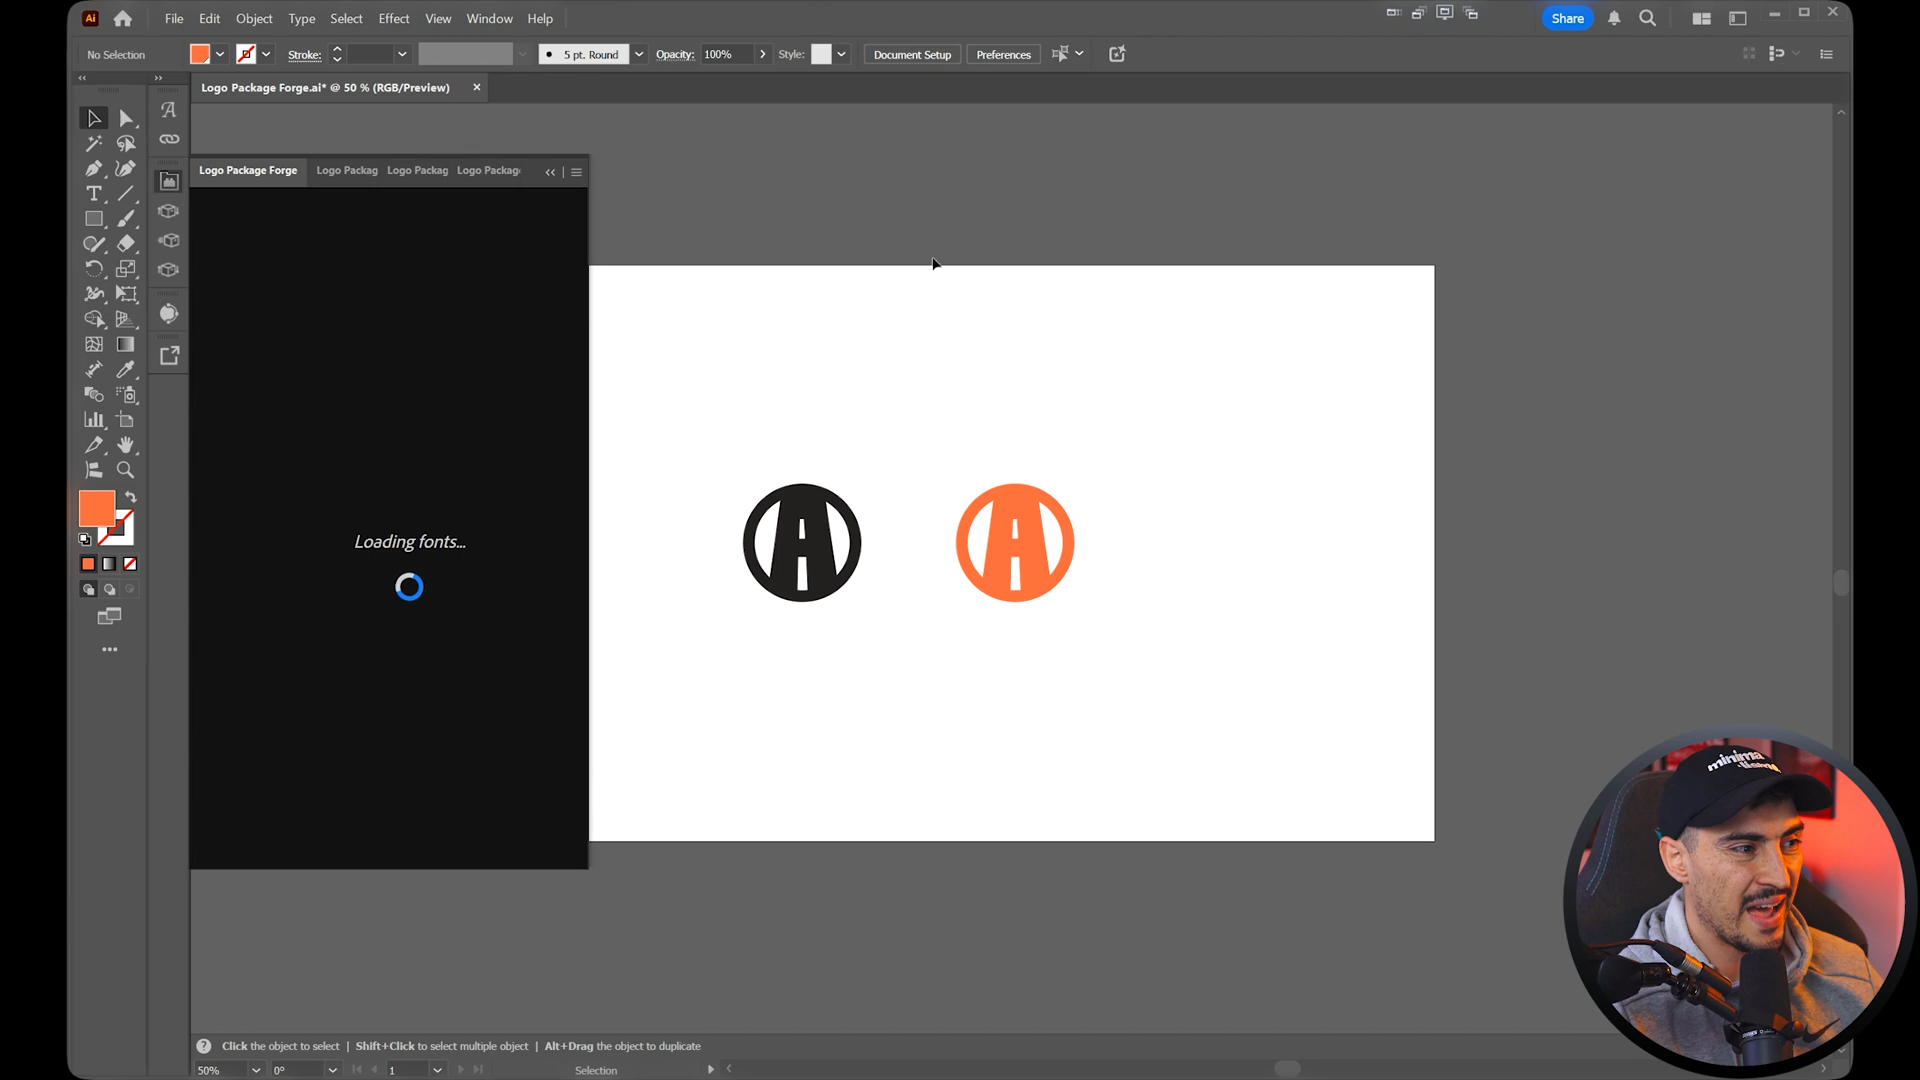 Ai File Edit Object Type Select Effect View Window Help Share
No Selection Stroke: 5 pt. Round Opacity: 100% Style: Document Setup Preferences
Logo Package Forge.ai* @ 50 % (RGB/Preview)
Logo Package Forge Logo Packag Logo Packag Logo Package
Loading fonts...
A A
minima
Click the object to select | Shift+Click to select multiple object | Alt+Drag the object to duplicate
50% 0° 1 Selection